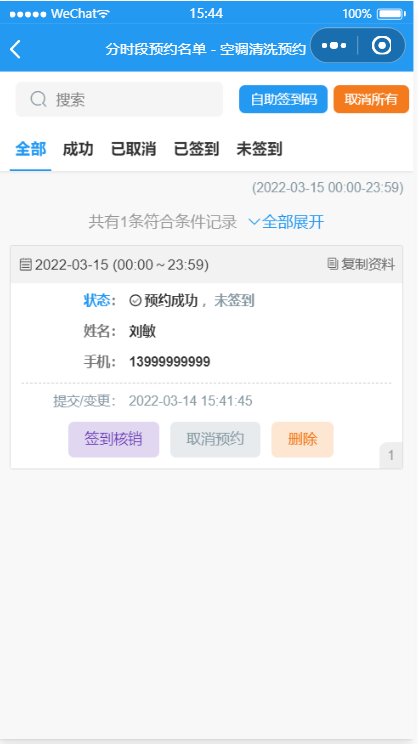 WeChat 15:44 100%
分时段预约名单 - 空调清洗预约
搜索 自助签到码 取消所有
全部 成功 已取消 已签到 未签到
(2022-03-15 00:00-23:59)
共有1条符合条件记录 全部展开
2022-03-15 (00:00～23:59) 复制资料
状态： 预约成功 ，未签到
姓名： 刘敏
手机： 13999999999
提交/变更： 2022-03-14 15:41:45
签到核销 取消预约 删除
1